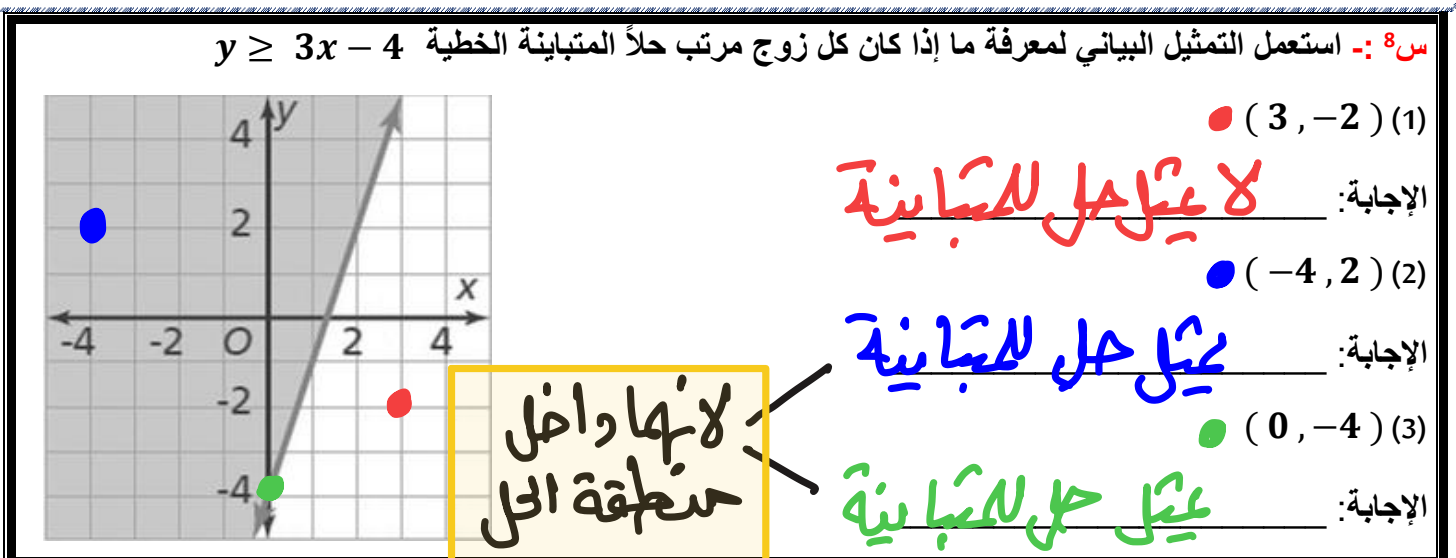 س8 :- استعمل التمثيل البياني لمعرفة ما إذا كان كل زوج مرتب حلاً المتباينة الخطية y ≥ 3x − 4
(1) ( 3 , −2 )
الإجابة: لا يمثل حل للمتباينة
(2) ( −4 , 2 )
الإجابة: يمثل حل للمتباينة
(3) ( 0 , −4 )
الإجابة: يمثل حل للمتباينة
لانهما داخل
منطقة الحل
y
4
2
x
-4 -2 O 2 4
-2
-4